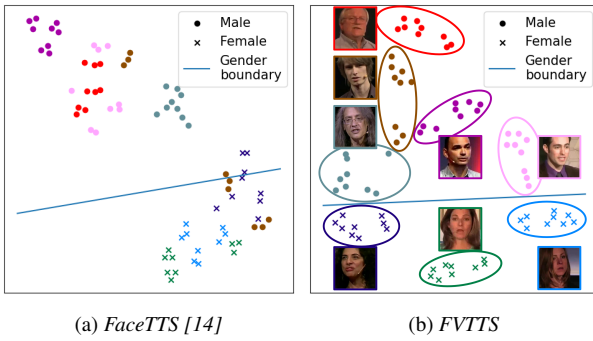 Male
Female
Gender
boundary
Male
Female
Gender
boundary
(a) FaceTTS [14]
(b) FVTTS